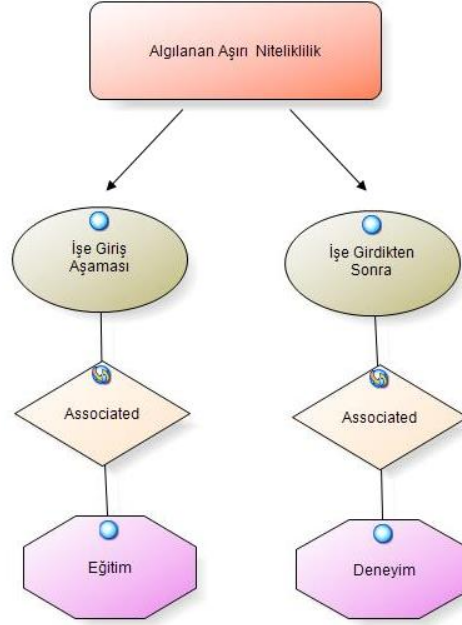 Algılanan Aşırı Niteliklilik
İşe Giriş
Aşaması
İşe Girdikten
Sonra
Associated
Associated
Eğitim
Deneyim